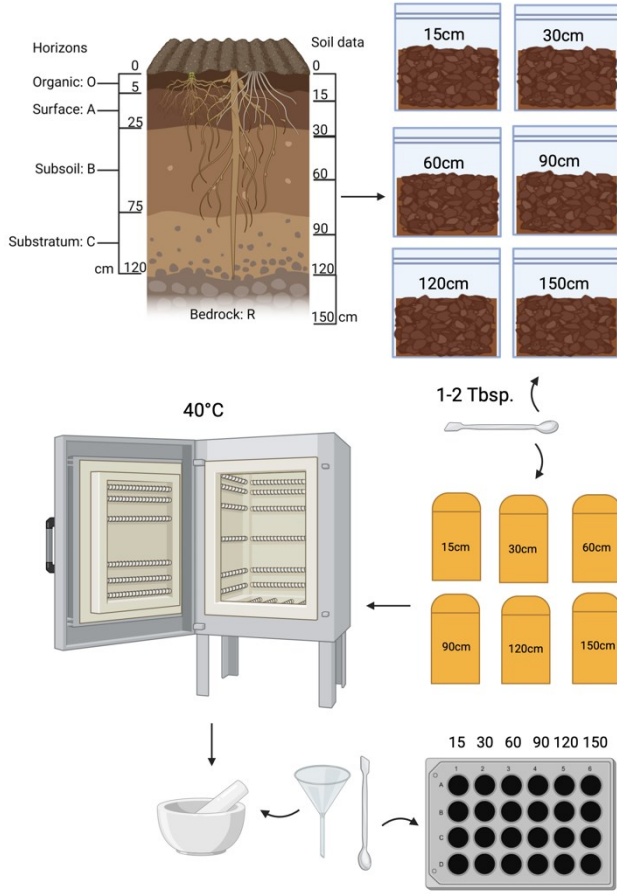 Horizons
Soil data
0
0
Organic: O
5
15
Surface: A
25
30
Subsoil: B
60
75
90
Substratum: C
cm 120
120
Bedrock: R
150 cm
15cm
30cm
60cm
90cm
120cm
150cm
1-2 Tbsp.
40°C
15cm
30cm
60cm
90cm
120cm
150cm
15 30 60 90 120 150
1 2 3 4 5 6
A
B
C
D